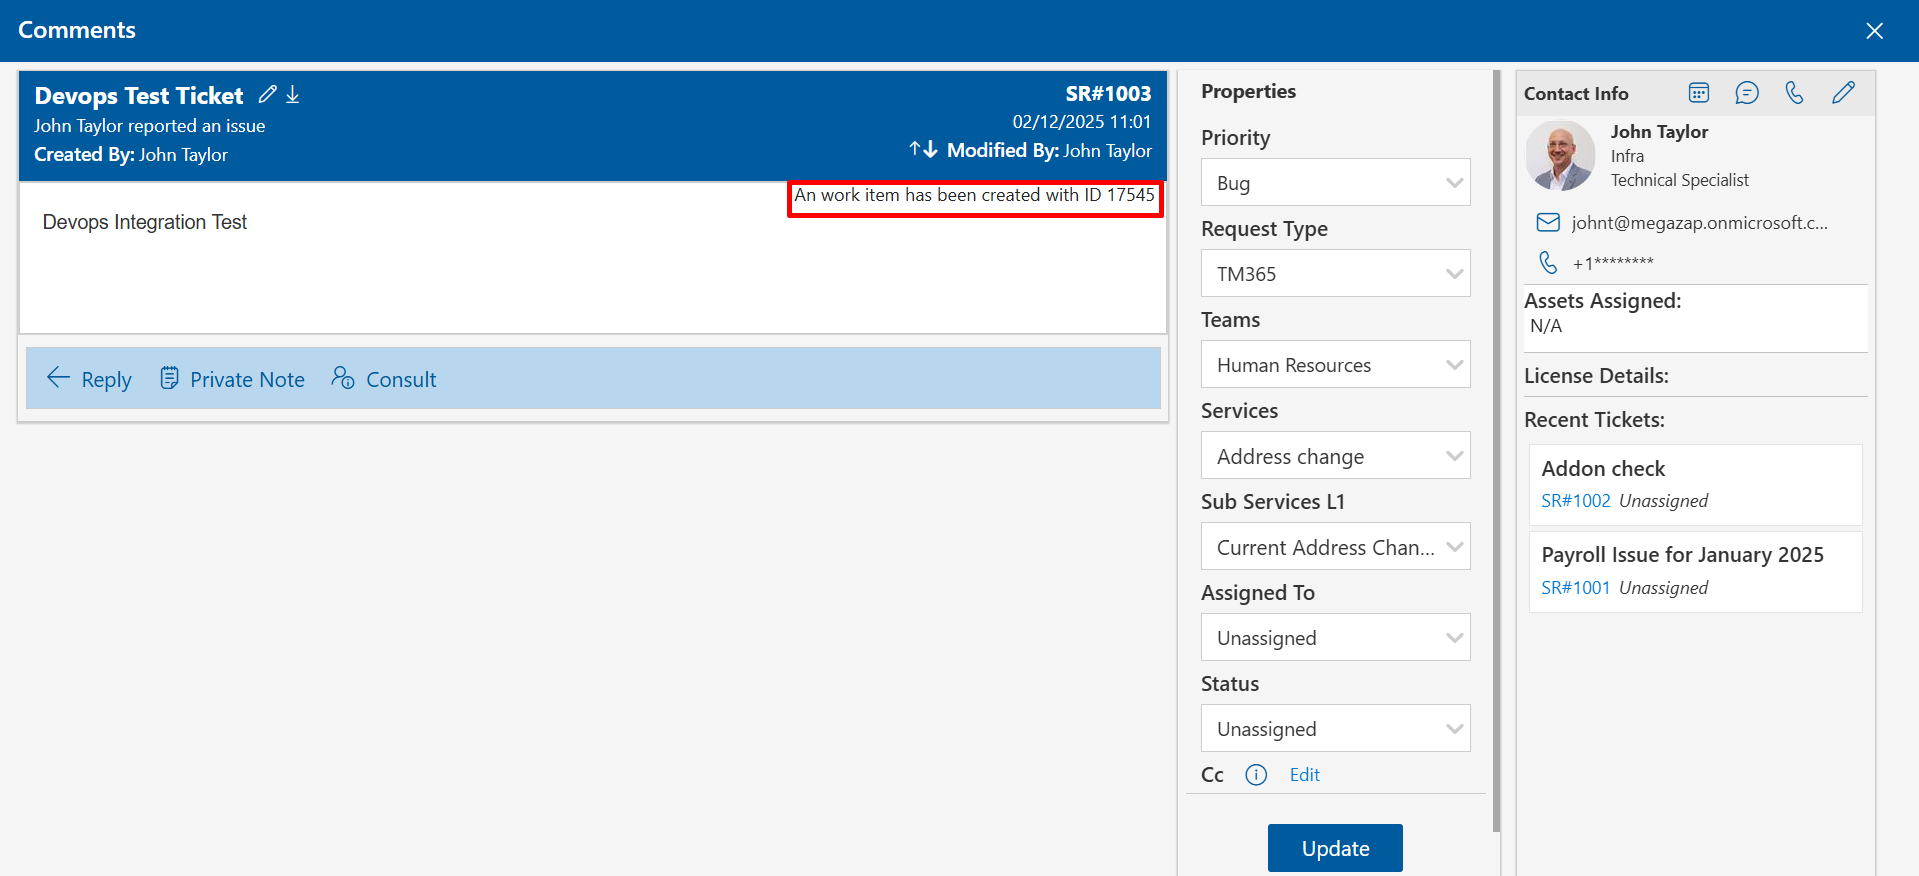 Comments
Devops Test Ticket
SR#1003
John Taylor reported an issue
02/12/2025 11:01
Created By: John Taylor
Modified By: John Taylor
An work item has been created with ID 17545
Devops Integration Test
Reply
Private Note
Consult
Properties
Priority
Bug
Request Type
TM365
Teams
Human Resources
Services
Address change
Sub Services L1
Current Address Chan...
Assigned To
Unassigned
Status
Unassigned
Cc
Edit
Update
Contact Info
John Taylor
Infra
Technical Specialist
johnt@megazap.onmicrosoft.c...
+1********
Assets Assigned:
N/A
License Details:
Recent Tickets:
Addon check
SR#1002 Unassigned
Payroll Issue for January 2025
SR#1001 Unassigned